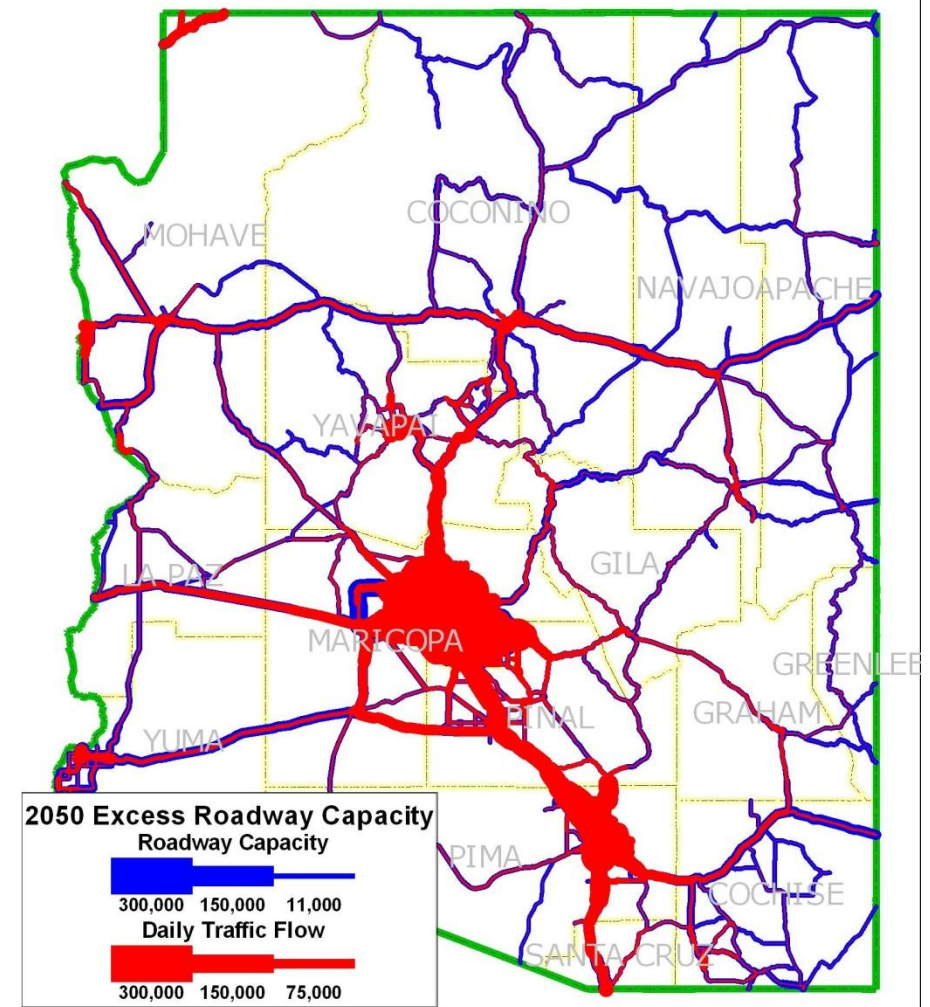 COCONINO
MOHAVE
NAVAJOAPACHE
YAVAPAI
GILA
LA PAZ
MARICOPA
GREENLEE
GRAHAM
PINAL
YUMA
2050 Excess Roadway Capacity
Roadway Capacity
300,000 150,000 11,000
Daily Traffic Flow
300,000 150,000 75,000
PIMA
COCHISE
SANTA CRUZ